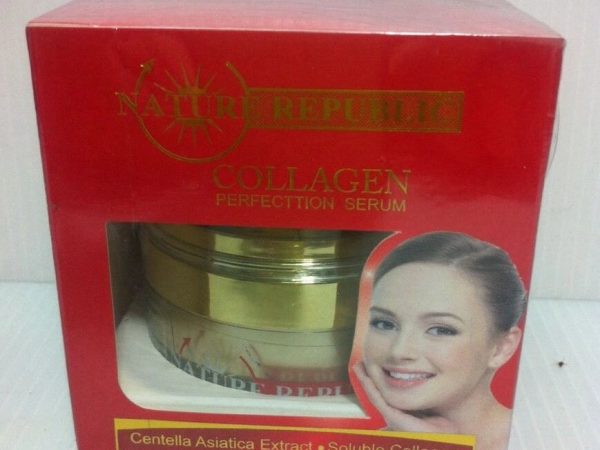 NATURE REPUBLIC
COLLAGEN
PERFECTTION SERUM
NATURE REPU
Centella Asiatica Extract • Soluble Colla